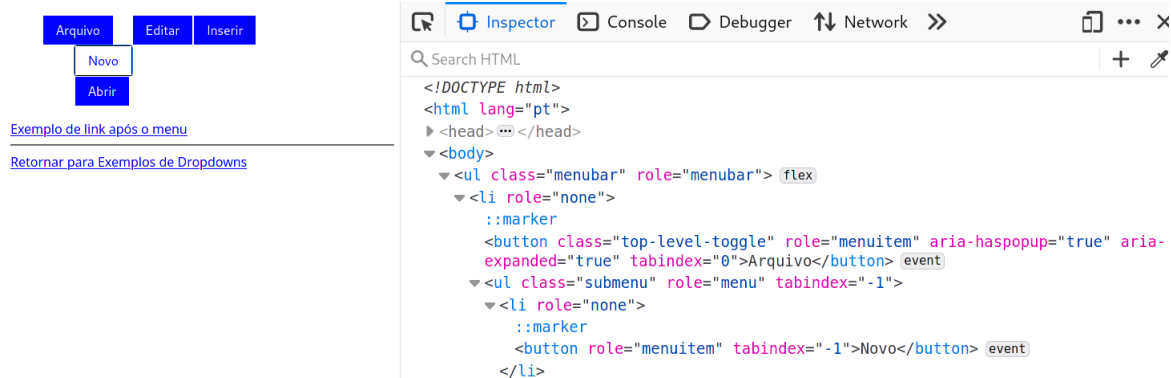 Arquivo Editar Inserir
Novo
Abrir
Exemplo de link após o menu
Retornar para Exemplos de Dropdowns
Inspector Console Debugger Network
Search HTML
<!DOCTYPE html>
<html lang="pt">
<head> ••• </head>
<body>
<ul class="menubar" role="menubar"> flex
<li role="none">
::marker
<button class="top-level-toggle" role="menuitem" aria-haspopup="true" aria-
expanded="true" tabindex="0">Arquivo</button> event
<ul class="submenu" role="menu" tabindex="-1">
<li role="none">
::marker
<button role="menuitem" tabindex="-1">Novo</button> event
</li>